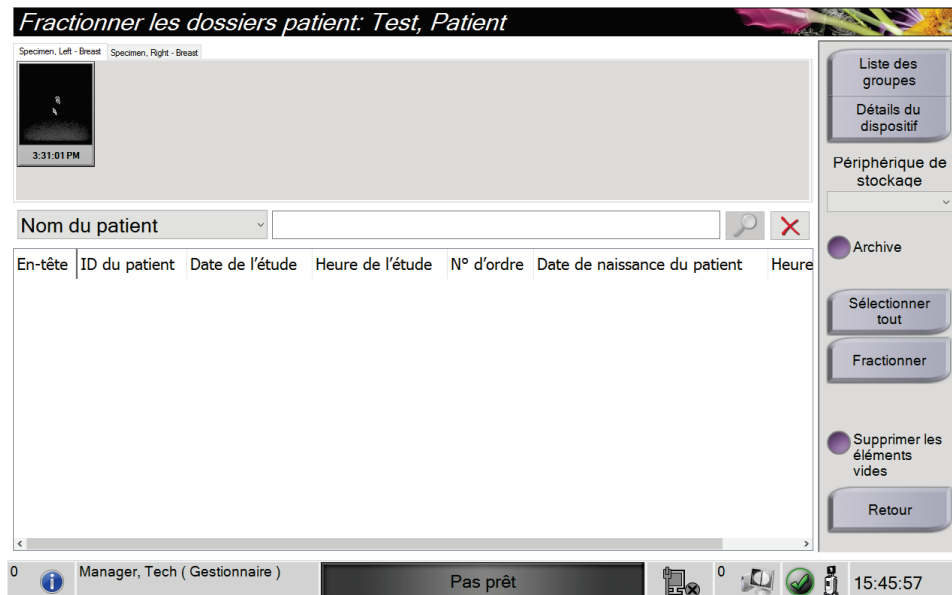 Fractionner les dossiers patient: Test, Patient
Specimen, Left - Breast Specimen, Right - Breast
3:31:01 PM
Liste des
groupes
Détails du
dispositif
Périphérique de
stockage
Nom du patient
Archive
En-tête ID du patient Date de l'étude Heure de l'étude N° d'ordre Date de naissance du patient Heure
Sélectionner
tout
Fractionner
Supprimer les
éléments
vides
Retour
0 Manager, Tech ( Gestionnaire ) Pas prêt 0 15:45:57